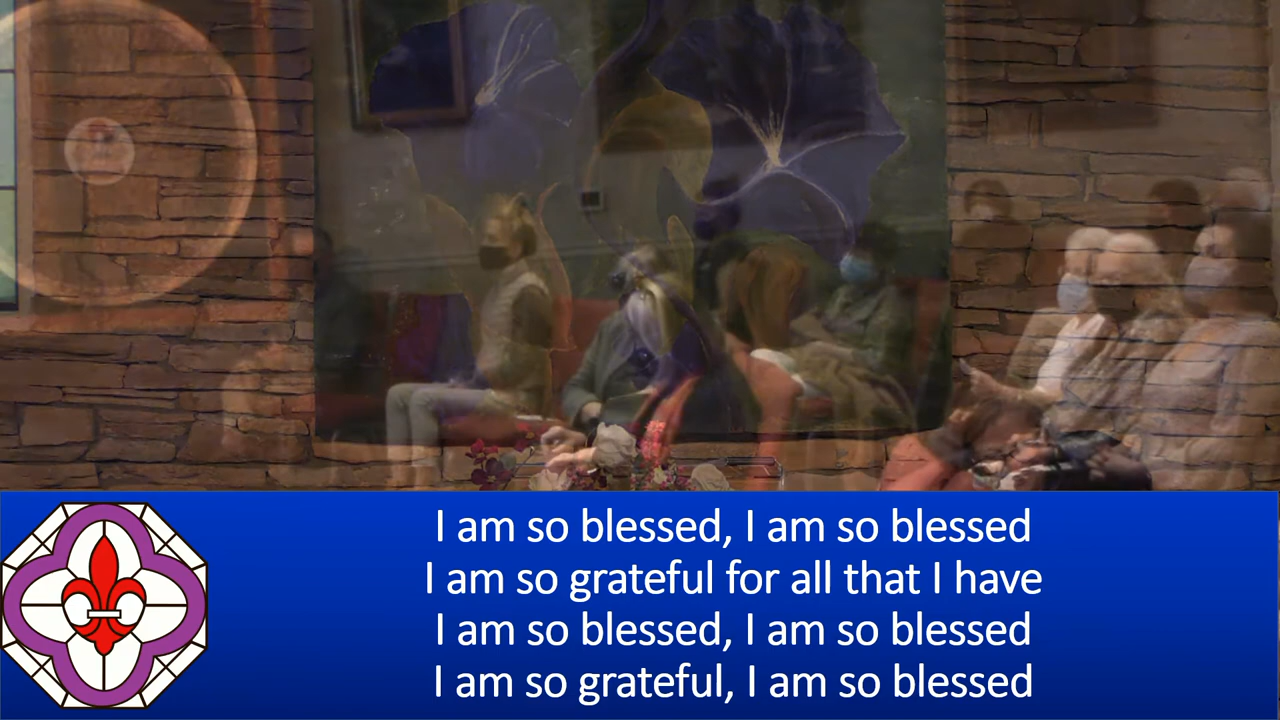 I am so blessed, I am so blessed
I am so grateful for all that I have
I am so blessed, I am so blessed
I am so grateful, I am so blessed